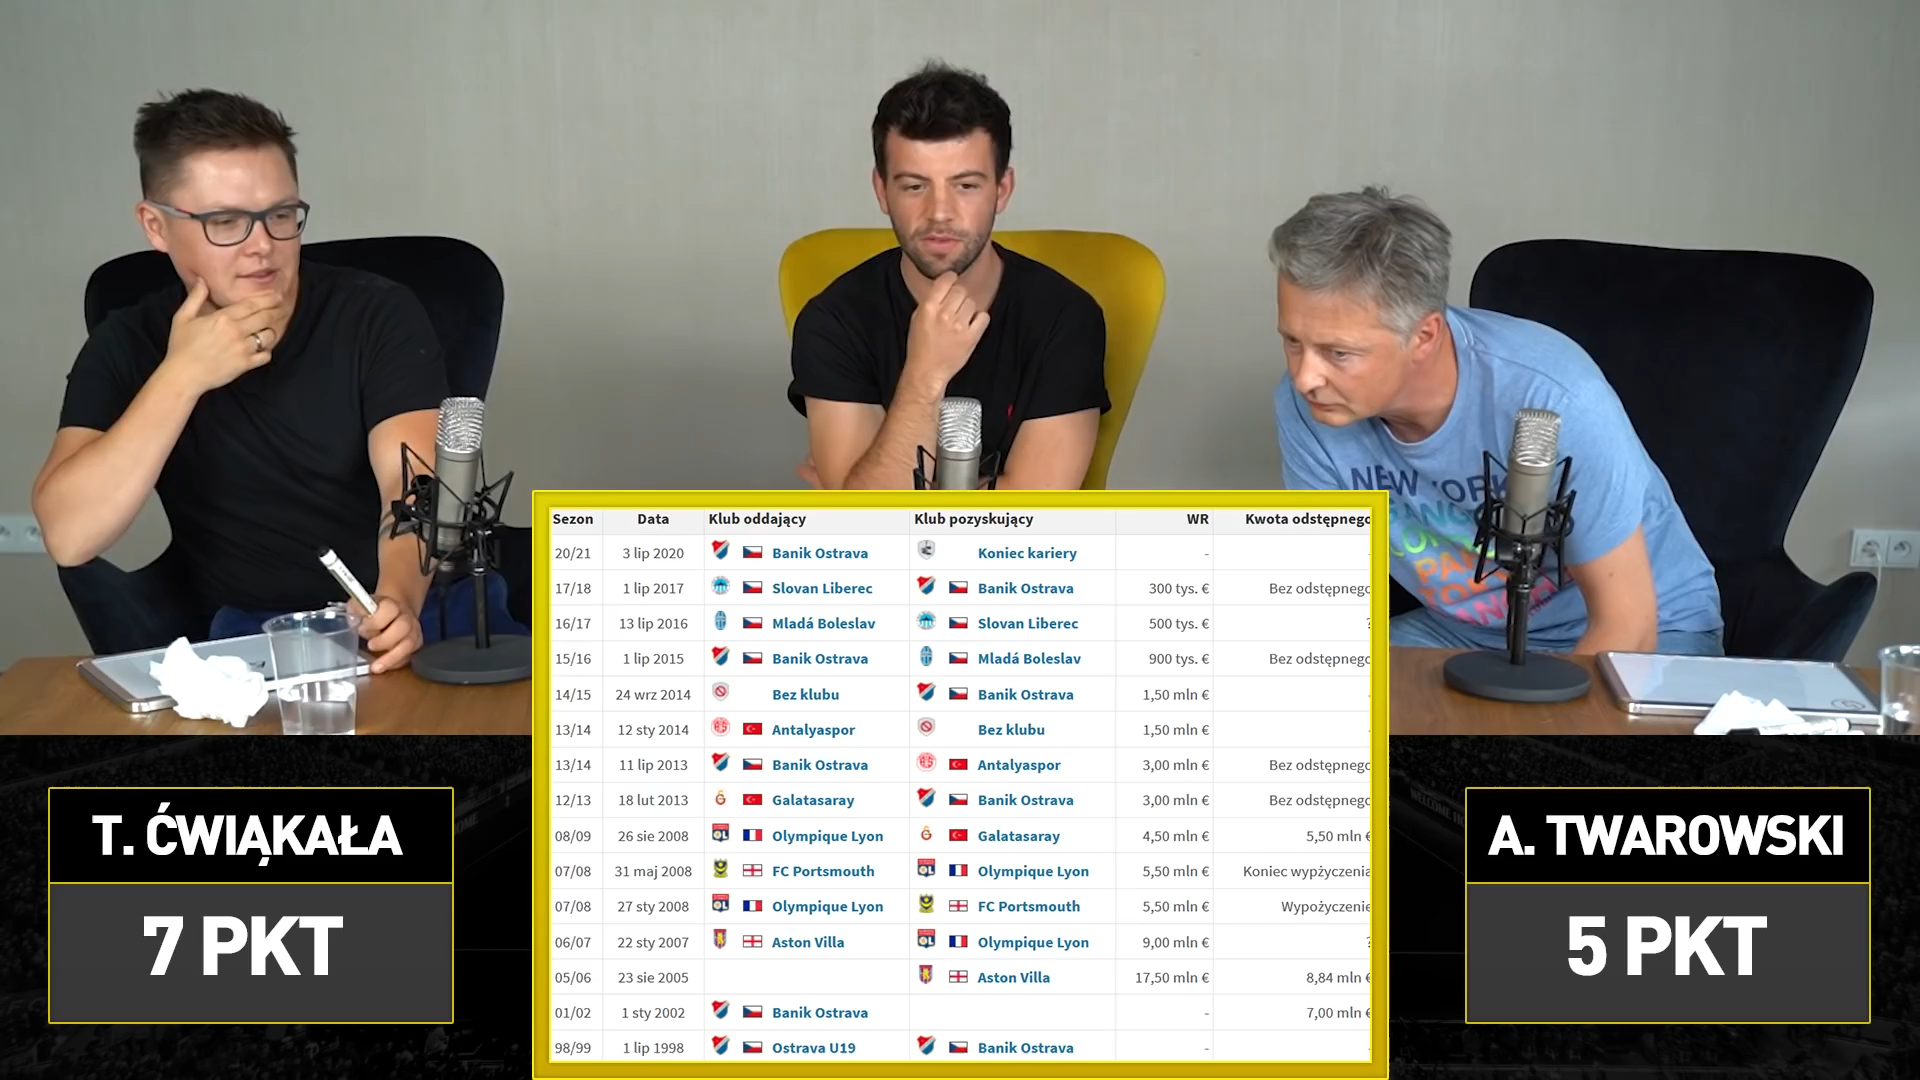 NEW YORK
Sezon Data Klub oddający Klub pozyskujący WR Kwota odstępnego
20/21 3 lip 2020 Banik Ostrava Koniec kariery - -
17/18 1 lip 2017 Slovan Liberec Banik Ostrava 300 tys. € Bez odstępnego
16/17 13 lip 2016 Mladá Boleslav Slovan Liberec 500 tys. € ?
15/16 1 lip 2015 Banik Ostrava Mladá Boleslav 900 tys. € Bez odstępnego
14/15 24 wrz 2014 Bez klubu Banik Ostrava 1,50 mln € -
13/14 12 sty 2014 Antalyaspor Bez klubu 1,50 mln €
13/14 11 lip 2013 Banik Ostrava Antalyaspor 3,00 mln € Bez odstępnego
12/13 18 lut 2013 Galatasaray Banik Ostrava 3,00 mln € Bez odstępnego
08/09 26 sie 2008 Olympique Lyon Galatasaray 4,50 mln € 5,50 mln €
07/08 31 maj 2008 FC Portsmouth Olympique Lyon 5,50 mln € Koniec wypżyczenia
07/08 27 sty 2008 Olympique Lyon FC Portsmouth 5,50 mln € Wypożyczenie
06/07 22 sty 2007 Aston Villa Olympique Lyon 9,00 mln € ?
05/06 23 sie 2005 Aston Villa 17,50 mln € 8,84 mln €
01/02 1 sty 2002 Banik Ostrava - 7,00 mln €
98/99 1 lip 1998 Ostrava U19 Banik Ostrava - -
T. ĆWIĄKAŁA
7 PKT
A. TWAROWSKI
5 PKT